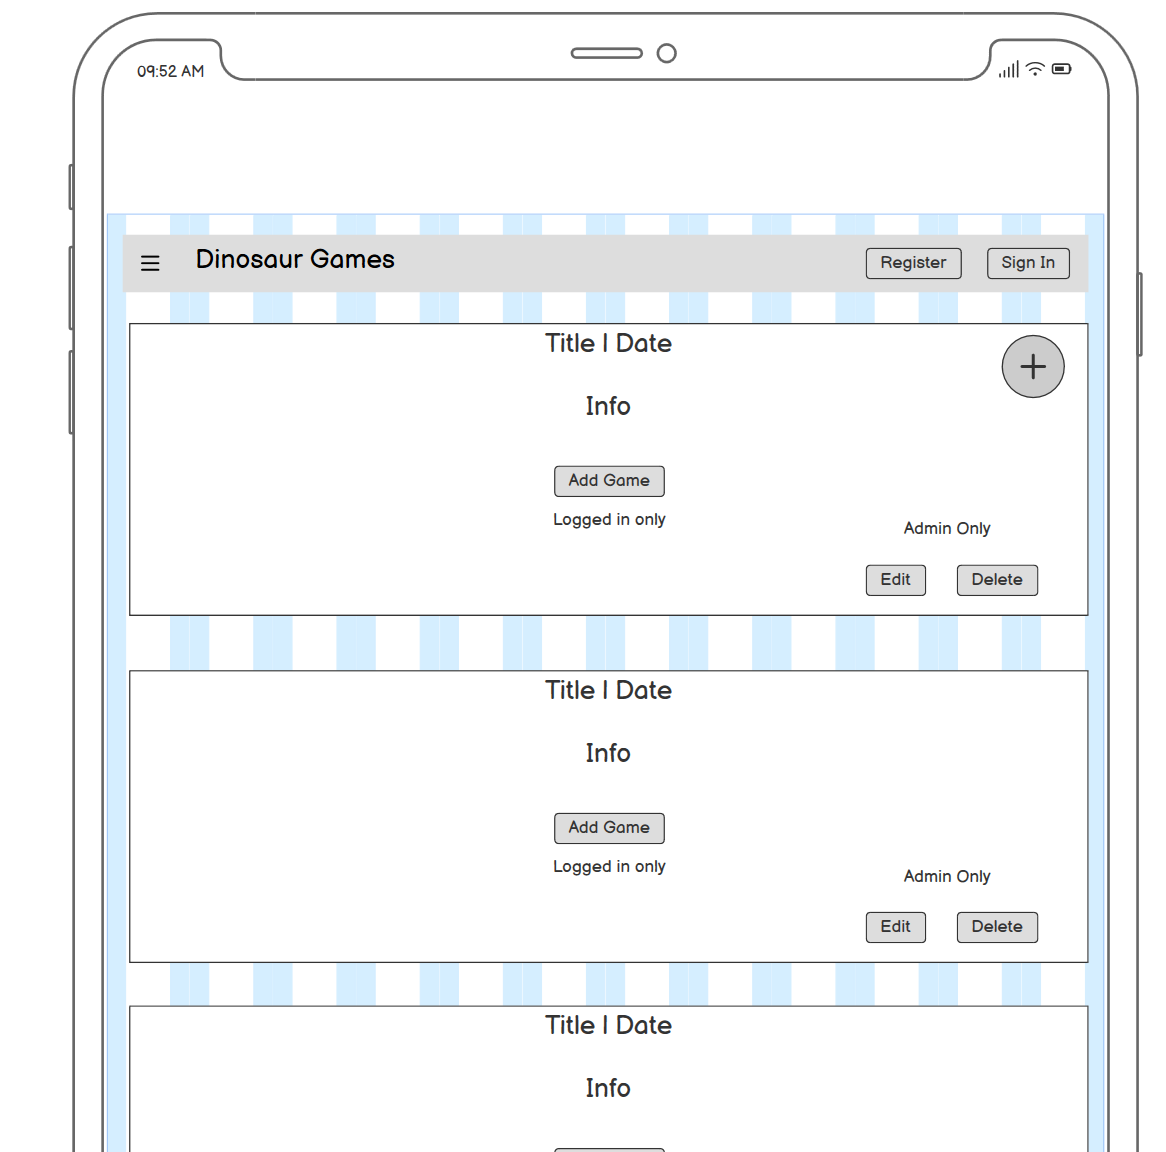 09:52 AM
Dinosaur Games
Register
Sign In
Title | Date
Info
Add Game
Logged in only
Admin Only
Edit
Delete
Title | Date
Info
Add Game
Logged in only
Admin Only
Edit
Delete
Title | Date
Info